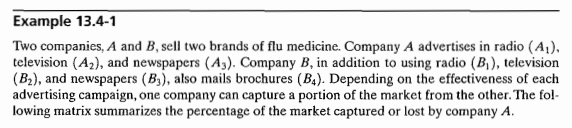 Example 13.4-1
Two companies, A and B, sell two brands of flu medicine. Company A advertises in radio (A₁),
television (A₂), and newspapers (A₃). Company B, in addition to using radio (B₁), television
(B₂), and newspapers (B₃), also mails brochures (B₄). Depending on the effectiveness of each
advertising campaign, one company can capture a portion of the market from the other. The fol-
lowing matrix summarizes the percentage of the market captured or lost by company A.